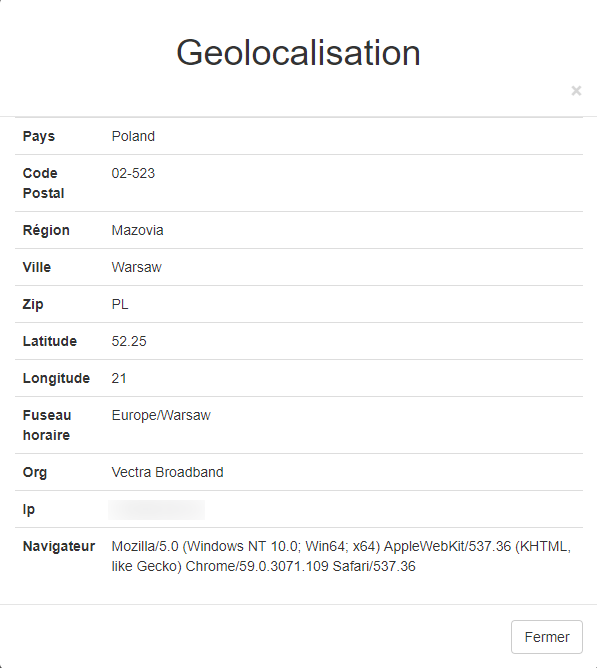 Geolocalisation
×
Pays Poland
Code Postal 02-523
Région Mazovia
Ville Warsaw
Zip PL
Latitude 52.25
Longitude 21
Fuseau horaire Europe/Warsaw
Org Vectra Broadband
Ip
Navigateur Mozilla/5.0 (Windows NT 10.0; Win64; x64) AppleWebKit/537.36 (KHTML,
like Gecko) Chrome/59.0.3071.109 Safari/537.36
Fermer